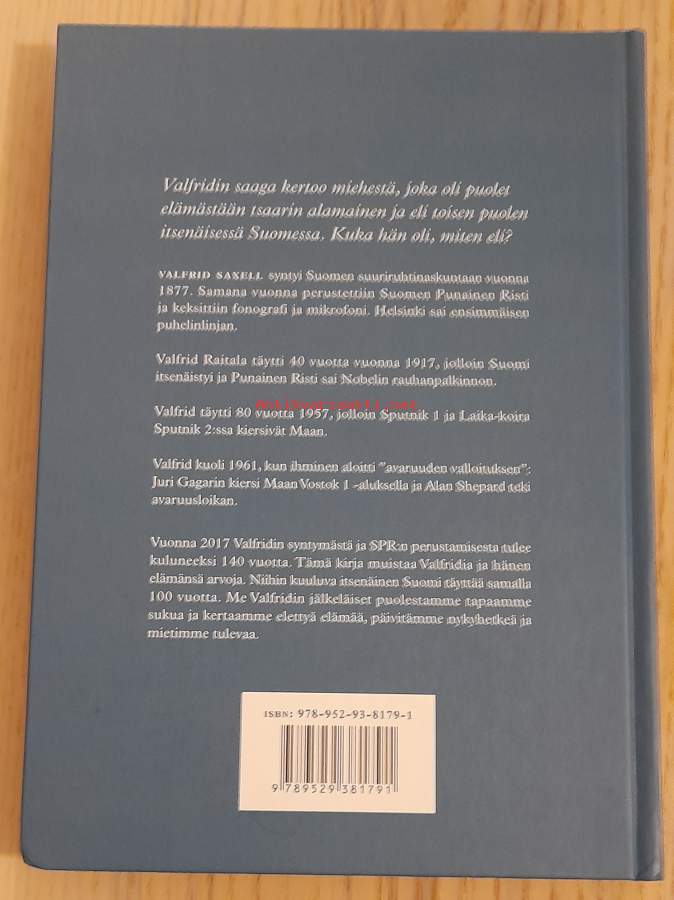 Valfridin saaga kertoo miehestä, joka oli puolet
elämästään tsaarin alamainen ja eli toisen puolen
itsenäisessä Suomessa. Kuka hän oli, miten eli?
VALFRID SAXELL syntyi Suomen suuriruhtinaskuntaan vuonna
1877. Samana vuonna perustettiin Suomen Punainen Risti
ja keksittiin fonografi ja mikrofoni. Helsinki sai ensimmäisen
puhelinlinjan.
Valfrid Raitala täytti 40 vuotta vuonna 1917, jolloin Suomi
itsenäistyi ja Punainen Risti sai Nobelin rauhanpalkinnon.
antikvariaatti.net
Valfrid täytti 80 vuotta 1957, jolloin Sputnik 1 ja Laika-koira
Sputnik 2:ssa kiersivät Maan.
Valfrid kuoli 1961, kun ihminen aloitti "avaruuden valloituksen":
Juri Gagarin kiersi Maan Vostok 1 -aluksella ja Alan Shepard teki
avaruusloikan.
Vuonna 2017 Valfridin syntymästä ja SPR:n perustamisesta tulee
kuluneeksi 140 vuotta. Tämä kirja muistaa Valfridia ja hänen
elämänsä arvoja. Niihin kuuluva itsenäinen Suomi täyttää samalla
100 vuotta. Me Valfridin jälkeläiset puolestamme tapaamme
sukua ja kertaamme elettyä elämää, päivitämme nykyhetkeä ja
mietimme tulevaa.
ISBN: 978-952-93-8179-1
9 789529 381791